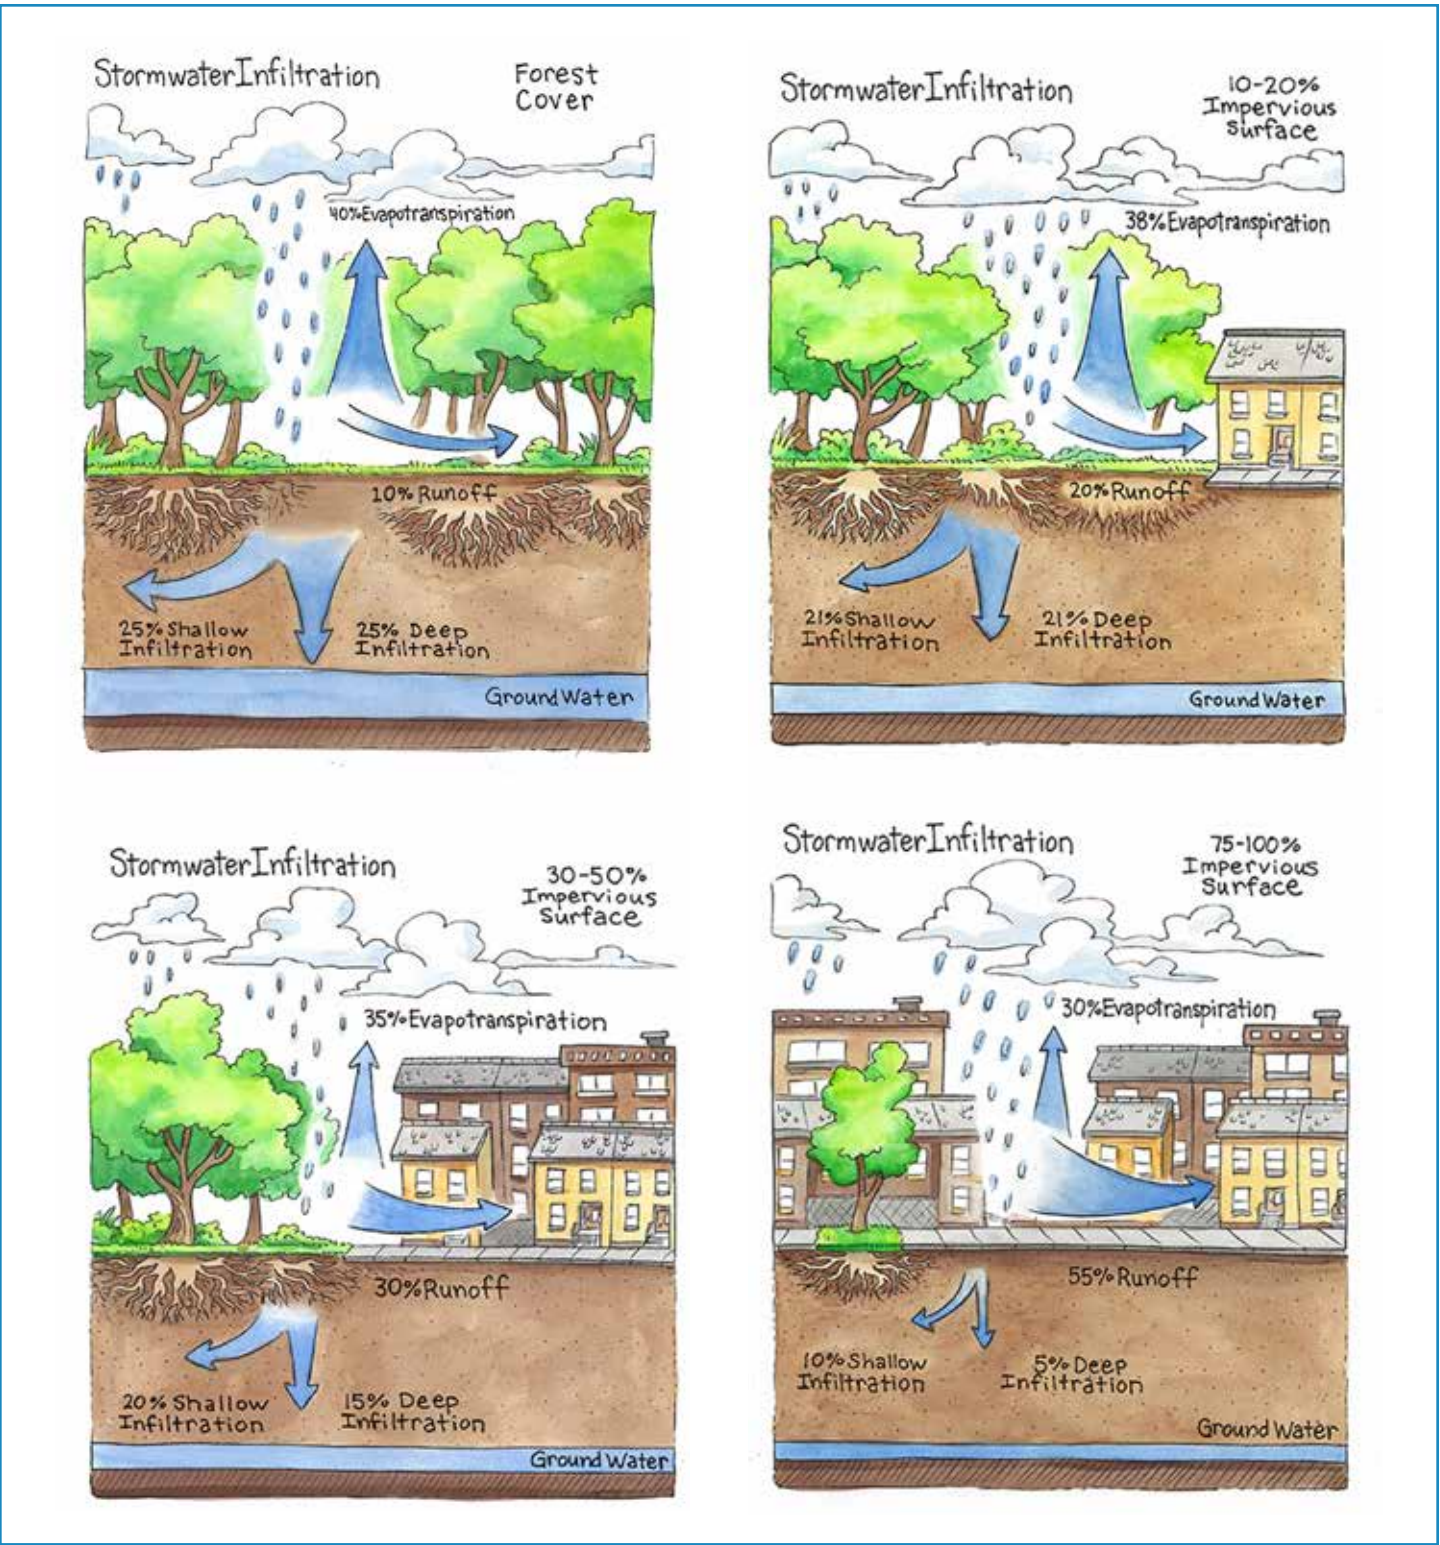 StormwaterInfiltration
Forest
Cover
40%Evapotranspiration
10% Runoff
25% Shallow
Infiltration
25% Deep
Infiltration
Ground Water
StormwaterInfiltration
10-20%
Impervious
Surface
38%Evapotranspiration
20% Runoff
21% Shallow
Infiltration
21% Deep
Infiltration
Ground Water
StormwaterInfiltration
30-50%
Impervious
Surface
35%Evapotranspiration
30% Runoff
20% Shallow
Infiltration
15% Deep
Infiltration
Ground Water
StormwaterInfiltration
75-100%
Impervious
Surface
30%Evapotranspiration
55% Runoff
10% Shallow
Infiltration
5% Deep
Infiltration
Ground Water